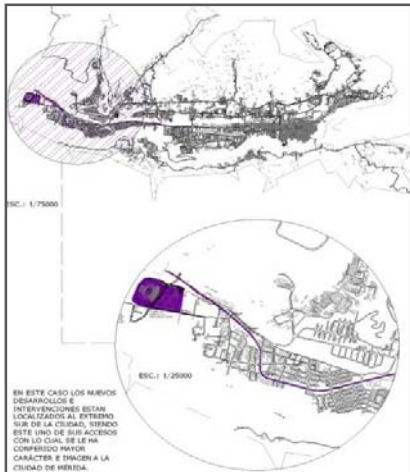 ESC.: 1/75000
ESC.: 1/25000
EN ESTE CASO LOS NUEVOS
DESARROLLOS E
INTERVENCIONES ESTAN
LOCALIZADOS AL EXTREMO
SUR DE LA CIUDAD, SIENDO
ESTE UNO DE SUS ACCESOS
CON LO CUAL SE LE HA
CONFERIDO MAYOR
CARÁCTER E IMAGEN A LA
CIUDAD DE MÉRIDA.